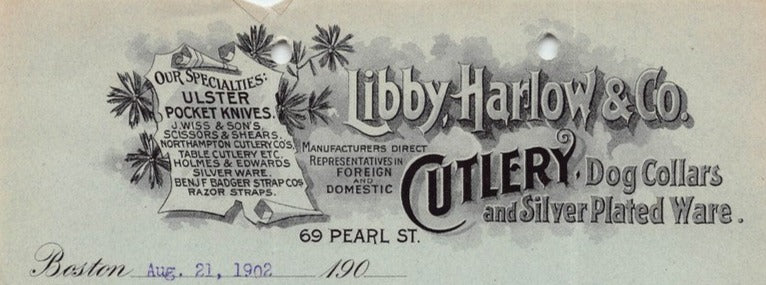 OUR SPECIALTIES:
ULSTER
POCKET KNIVES.
J. WISS & SON'S,
SCISSORS & SHEARS.
NORTHAMPTON CUTLERY CO'S,
TABLE CUTLERY ETC.
HOLMES & EDWARDS
SILVER WARE.
BENJ F BADGER STRAP COS
RAZOR STRAPS.
Libby, Harlow & Co.
MANUFACTURERS DIRECT
REPRESENTATIVES IN
FOREIGN
AND
DOMESTIC
CUTLERY, Dog Collars
and Silver Plated Ware.
69 PEARL ST.
Boston Aug. 21, 1902 190